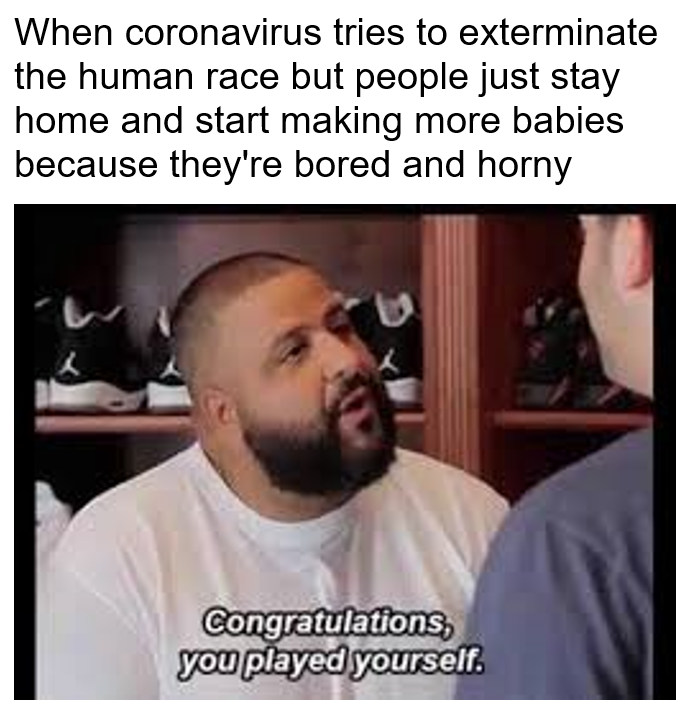 When coronavirus tries to exterminate
the human race but people just stay
home and start making more babies
because they're bored and horny
Congratulations,
you played yourself.